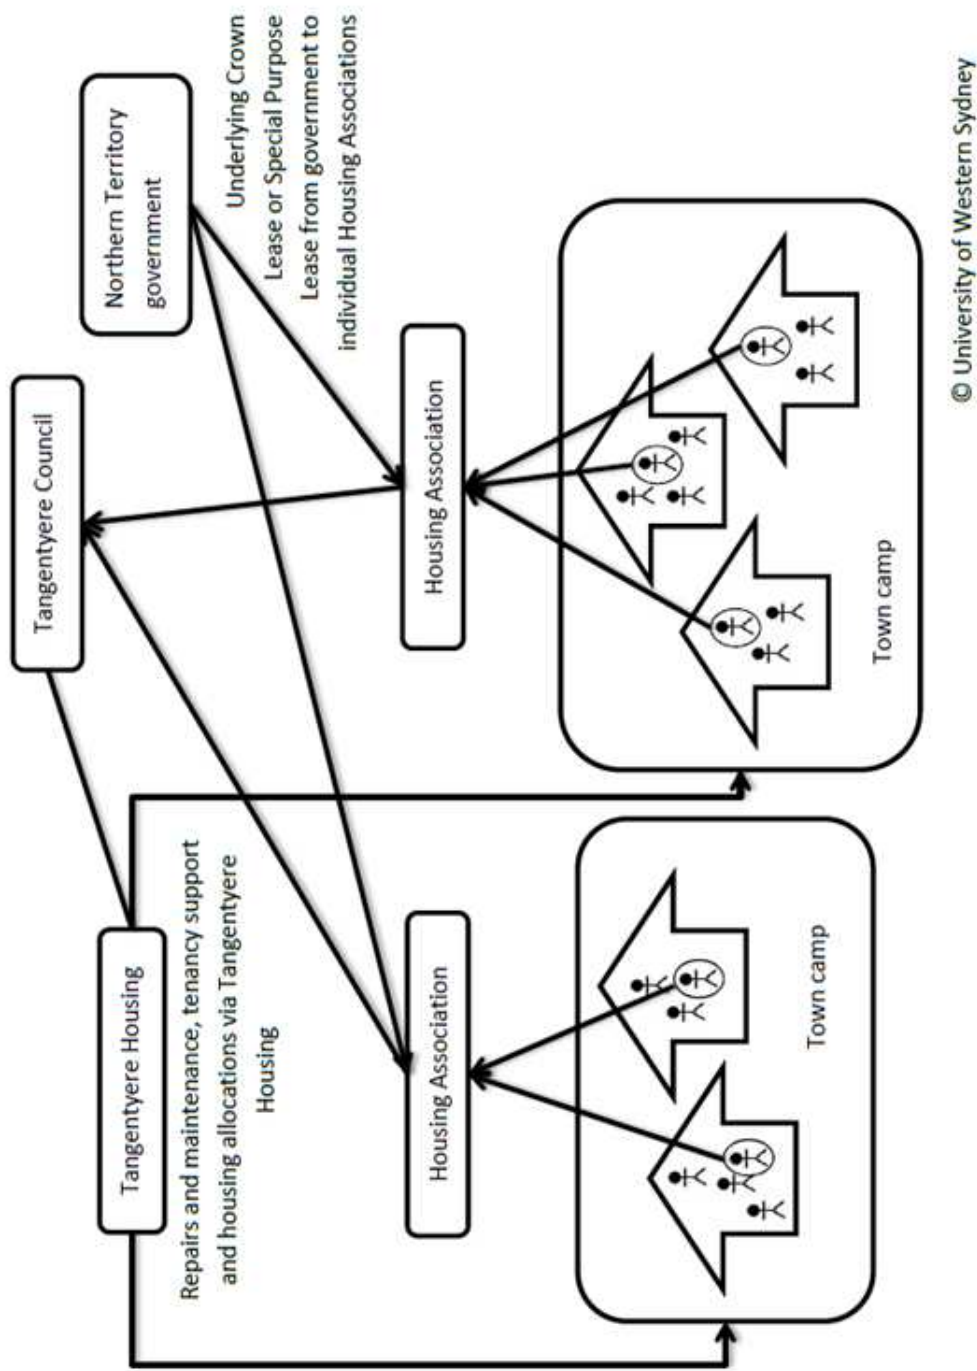 Tangentyere Council
Northern Territory
government
Tangentyere Housing
Underlying Crown
Lease or Special Purpose
Lease from government to
individual Housing Associations
Repairs and maintenance, tenancy support
and housing allocations via Tangentyere
Housing
Housing Association
Housing Association
Town camp
Town camp
© University of Western Sydney